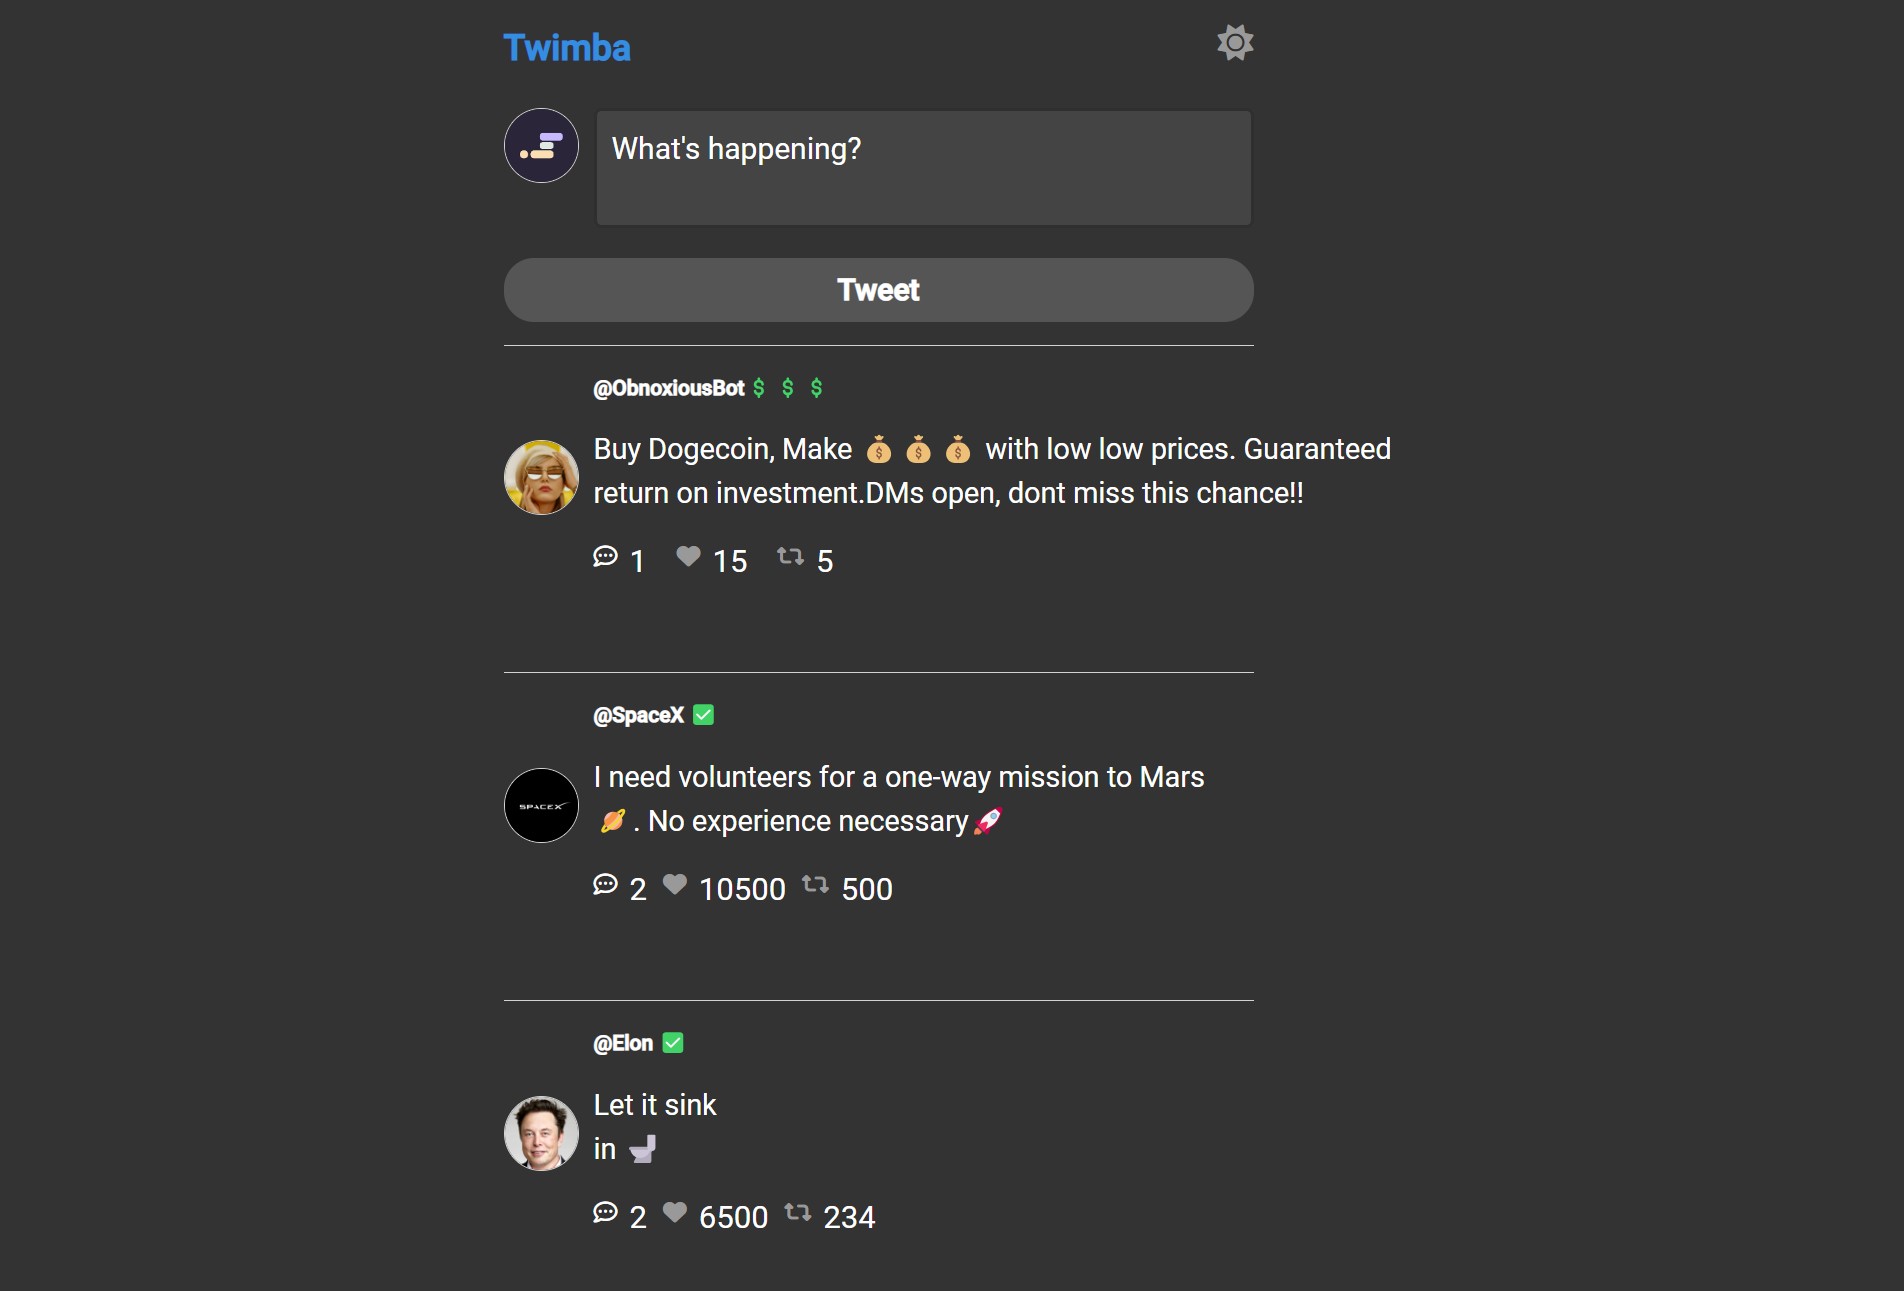 Twimba
What's happening?
Tweet
@ObnoxiousBot $ $ $
Buy Dogecoin, Make 💰 💰 💰 with low low prices. Guaranteed
return on investment.DMs open, dont miss this chance!!
1 15 5
@SpaceX ✅
I need volunteers for a one-way mission to Mars
SPACEX
🪐. No experience necessary🚀
2 10500 500
@Elon ✅
Let it sink
in 🚽
2 6500 234